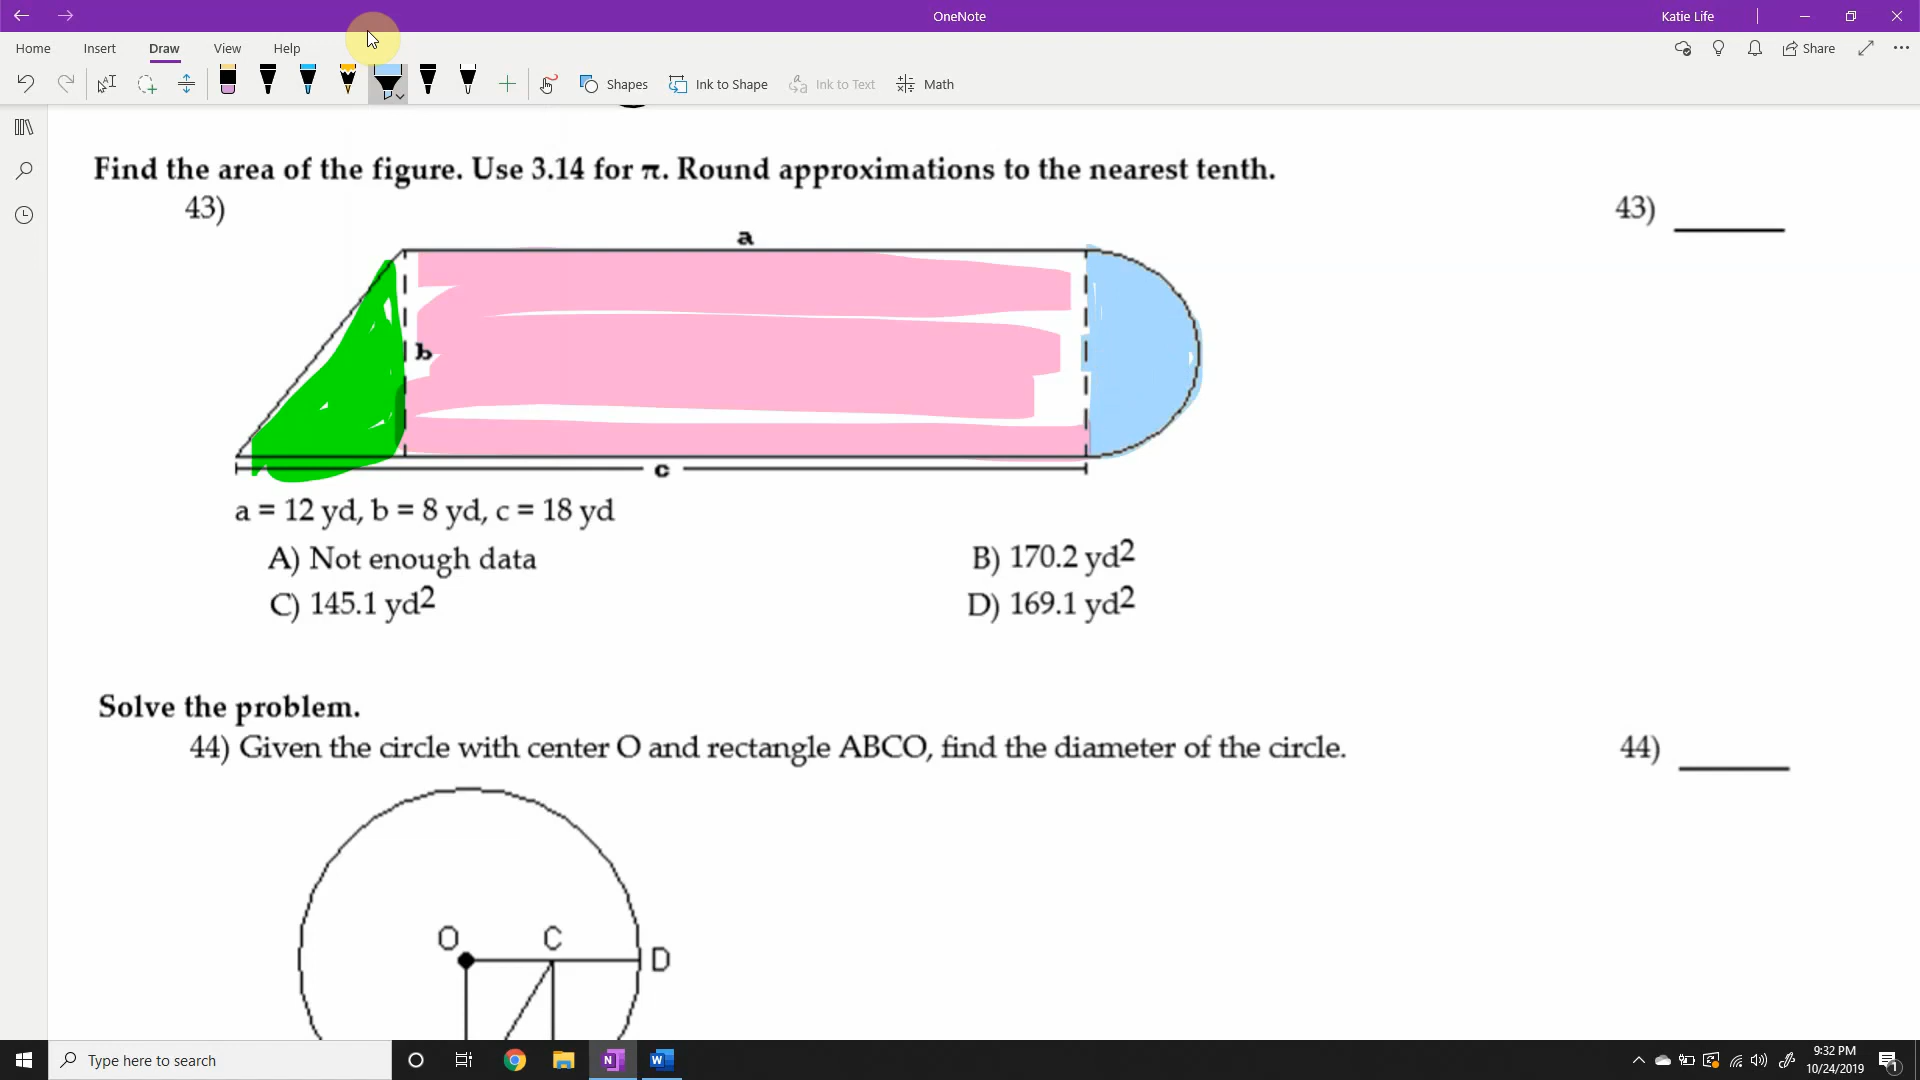 OneNote
Katie Life
Home Insert Draw View Help
Share
Shapes Ink to Shape Ink to Text Math
Find the area of the figure. Use 3.14 for π. Round approximations to the nearest tenth.
43)
43)
a
b
c
a = 12 yd, b = 8 yd, c = 18 yd
A) Not enough data
B) 170.2 yd2
C) 145.1 yd2
D) 169.1 yd2
Solve the problem.
44) Given the circle with center O and rectangle ABCO, find the diameter of the circle.
44)
O C D
Type here to search
9:32 PM
10/24/2019
1